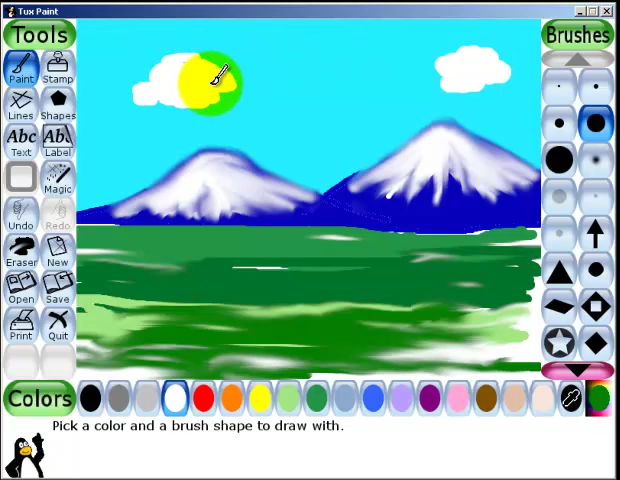 Tux Paint
Tools
Brushes
Paint
Stamp
Lines
Shapes
Abc
Text
Abc
Label
Magic
Undo
Redo
Eraser
New
Open
Save
Print
Quit
Colors
Pick a color and a brush shape to draw with.